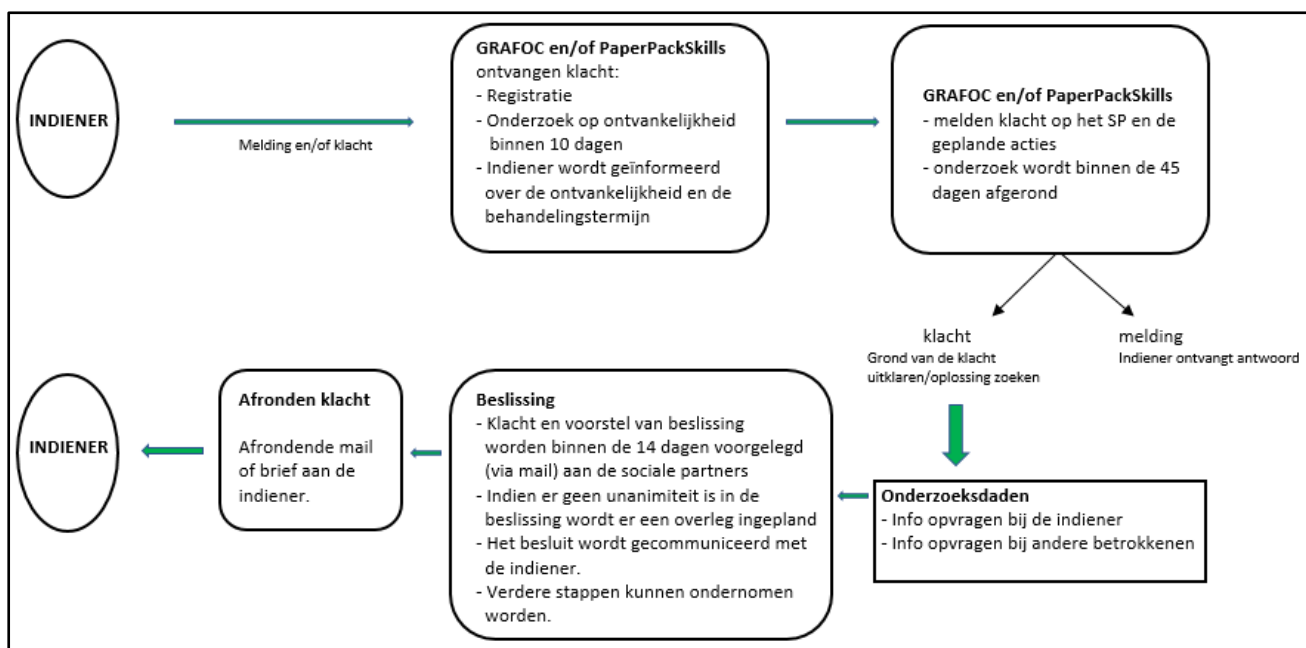 INDIENER
Melding en/of klacht
GRAFOC en/of PaperPackSkills
ontvangen klacht:
- Registratie
- Onderzoek op ontvankelijkheid
binnen 10 dagen
- Indiener wordt geïnformeerd
over de ontvankelijkheid en de
behandelingstermijn
GRAFOC en/of PaperPackSkills
- melden klacht op het SP en de
geplande acties
- onderzoek wordt binnen de 45
dagen afgerond
klacht
Grond van de klacht
uitklaren/oplossing zoeken
melding
Indiener ontvangt antwoord
Onderzoeksdaden
- Info opvragen bij de indiener
- Info opvragen bij andere betrokkenen
Beslissing
- Klacht en voorstel van beslissing
worden binnen de 14 dagen voorgelegd
(via mail) aan de sociale partners
- Indien er geen unanimiteit is in de
beslissing wordt er een overleg ingepland
- Het besluit wordt gecommuniceerd met
de indiener.
- Verdere stappen kunnen ondernomen
worden.
Afronden klacht
Afrondende mail
of brief aan de
indiener.
INDIENER